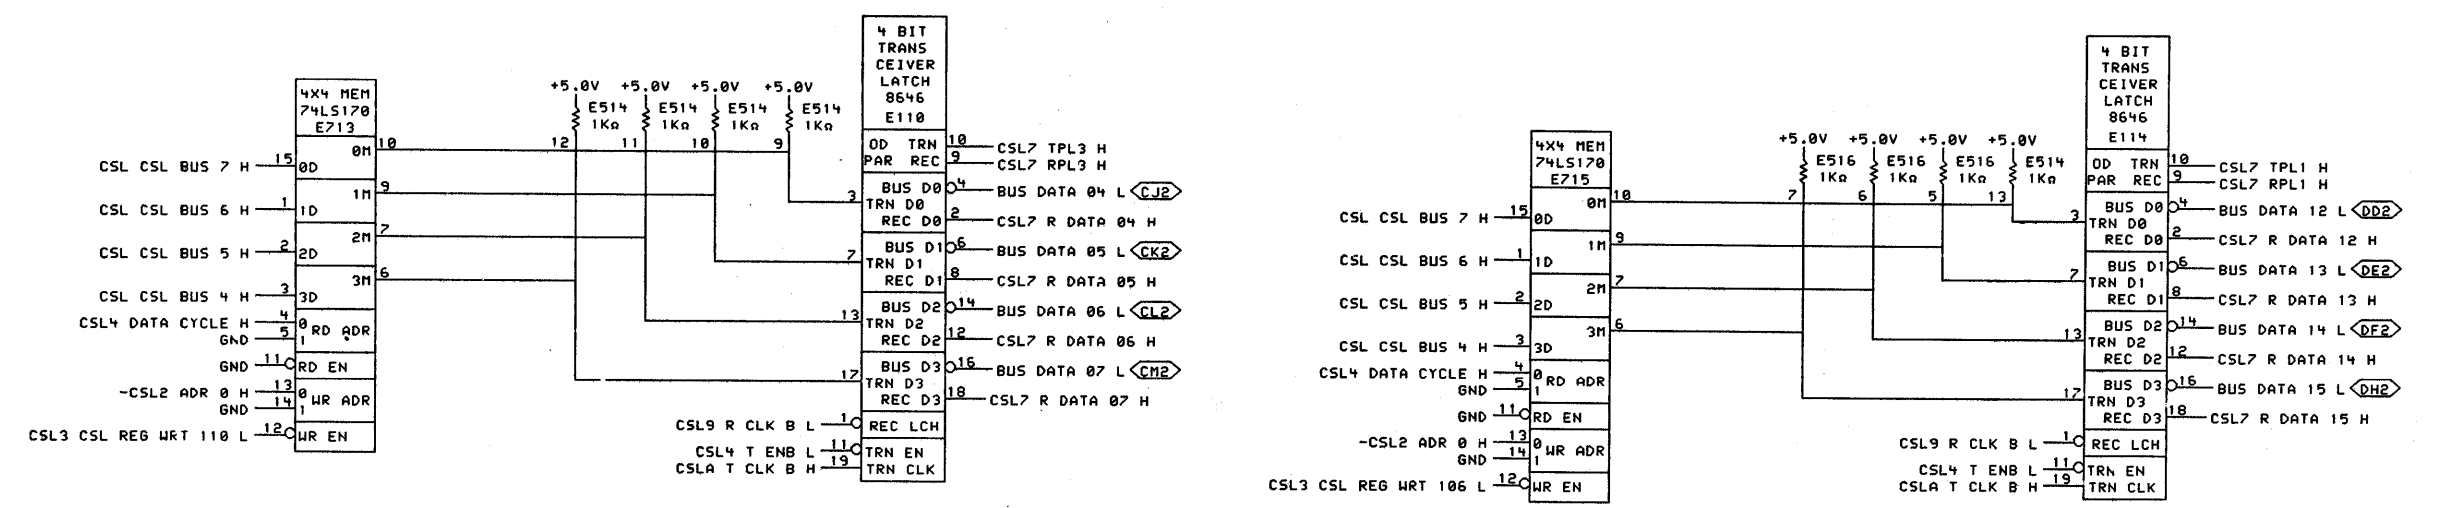 4 BIT
TRANS
CEIVER
LATCH
8646
E110
+5.0V +5.0V +5.0V +5.0V
E514 E514 E514 E514
1KΩ 1KΩ 1KΩ 1KΩ
12 11 10 9
4X4 MEM
74LS170
E713
0M 10
CSL CSL BUS 7 H 15 0D
1M 9
CSL CSL BUS 6 H 1 1D
2M 7
CSL CSL BUS 5 H 2 2D
3M 6
CSL CSL BUS 4 H 3 3D
CSL4 DATA CYCLE H 4 0 RD ADR
GND 5 1
GND 11 RD EN
-CSL2 ADR 0 H 13 0 WR ADR
GND 14 1
CSL3 CSL REG WRT 110 L 12 WR EN
OD TRN 10 CSL7 TPL3 H
PAR REC 9 CSL7 RPL3 H
BUS D0 4 BUS DATA 04 L CJ2
3 TRN D0
REC D0 2 CSL7 R DATA 04 H
BUS D1 6 BUS DATA 05 L CK2
7 TRN D1
REC D1 8 CSL7 R DATA 05 H
BUS D2 14 BUS DATA 06 L CL2
13 TRN D2
REC D2 12 CSL7 R DATA 06 H
BUS D3 16 BUS DATA 07 L CM2
17 TRN D3
REC D3 18 CSL7 R DATA 07 H
CSL9 R CLK B L 1 REC LCH
CSL4 T ENB L 11 TRN EN
CSLA T CLK B H 19 TRN CLK
4 BIT
TRANS
CEIVER
LATCH
8646
E114
+5.0V +5.0V +5.0V +5.0V
E516 E516 E516 E514
1KΩ 1KΩ 1KΩ 1KΩ
7 6 5 13
4X4 MEM
74LS170
E715
0M 10
CSL CSL BUS 7 H 15 0D
1M 9
CSL CSL BUS 6 H 1 1D
2M 7
CSL CSL BUS 5 H 2 2D
3M 6
CSL CSL BUS 4 H 3 3D
CSL4 DATA CYCLE H 4 0 RD ADR
GND 5 1
GND 11 RD EN
-CSL2 ADR 0 H 13 0 WR ADR
GND 14 1
CSL3 CSL REG WRT 106 L 12 WR EN
OD TRN 10 CSL7 TPL1 H
PAR REC 9 CSL7 RPL1 H
BUS D0 4 BUS DATA 12 L DD2
3 TRN D0
REC D0 2 CSL7 R DATA 12 H
BUS D1 6 BUS DATA 13 L DE2
7 TRN D1
REC D1 8 CSL7 R DATA 13 H
BUS D2 14 BUS DATA 14 L DF2
13 TRN D2
REC D2 12 CSL7 R DATA 14 H
BUS D3 16 BUS DATA 15 L DH2
17 TRN D3
REC D3 18 CSL7 R DATA 15 H
CSL9 R CLK B L 1 REC LCH
CSL4 T ENB L 11 TRN EN
CSLA T CLK B H 19 TRN CLK